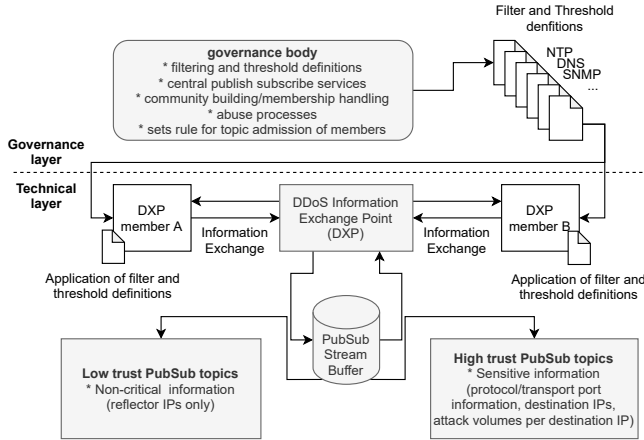 Filter and Threshold
denfitions
governance body
* filtering and threshold definitions
* central publish subscribe services
* community building/membership handling
* abuse processes
* sets rule for topic admission of members
NTP
DNS
SNMP
...
Governance
layer
Technical
layer
DXP
member A
DDoS Information
Exchange Point
(DXP)
DXP
member B
Information
Exchange
Information
Exchange
Application of filter and
threshold definitions
Application of filter and
threshold definitions
PubSub
Stream
Buffer
Low trust PubSub topics
* Non-critical information
(reflector IPs only)
High trust PubSub topics
* Sensitive information
(protocol/transport port
information, destination IPs,
attack volumes per destination IP)